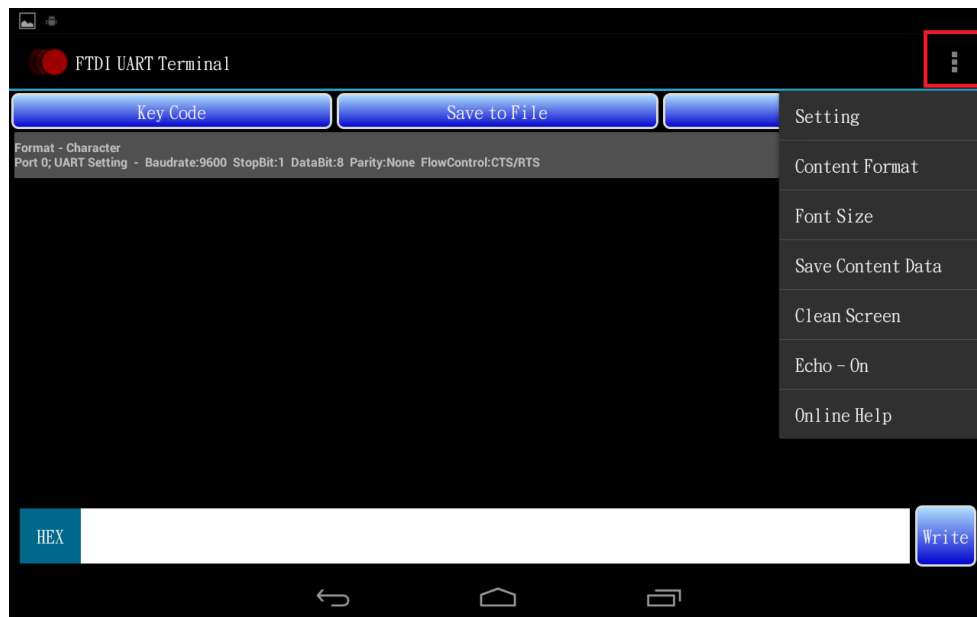 FTDI UART Terminal
Key Code
Save to File
Format - Character
Port 0; UART Setting - Baudrate:9600 StopBit:1 DataBit:8 Parity:None FlowControl:CTS/RTS
Setting
Content Format
Font Size
Save Content Data
Clean Screen
Echo - On
Online Help
HEX
Write